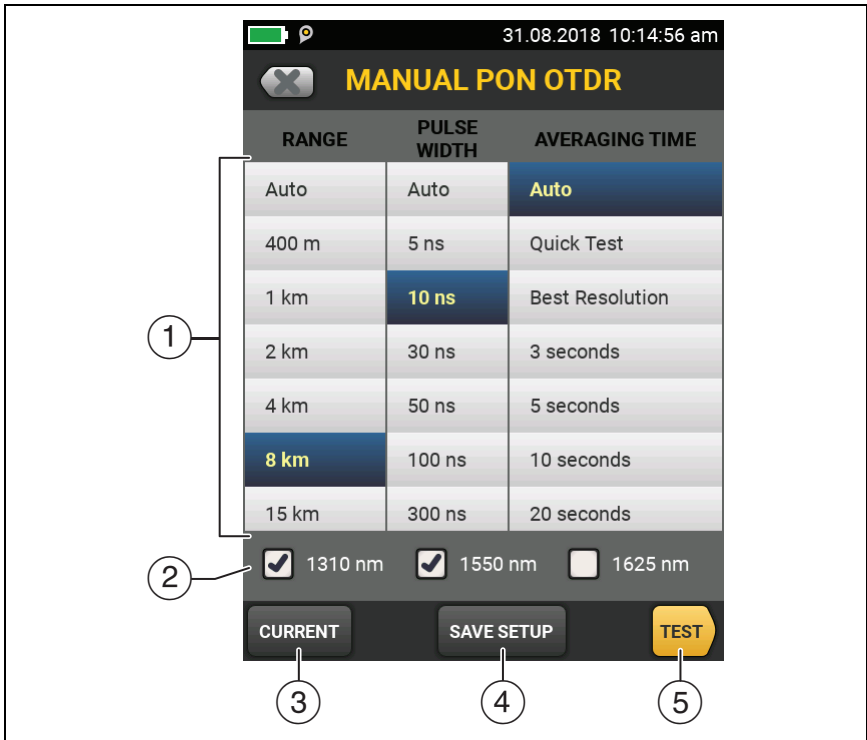 31.08.2018 10:14:56 am
MANUAL PON OTDR
RANGE PULSE WIDTH AVERAGING TIME
Auto Auto Auto
400 m 5 ns Quick Test
1 km 10 ns Best Resolution
1
2 km 30 ns 3 seconds
4 km 50 ns 5 seconds
8 km 100 ns 10 seconds
15 km 300 ns 20 seconds
2 1310 nm 1550 nm 1625 nm
CURRENT SAVE SETUP TEST
3 4 5